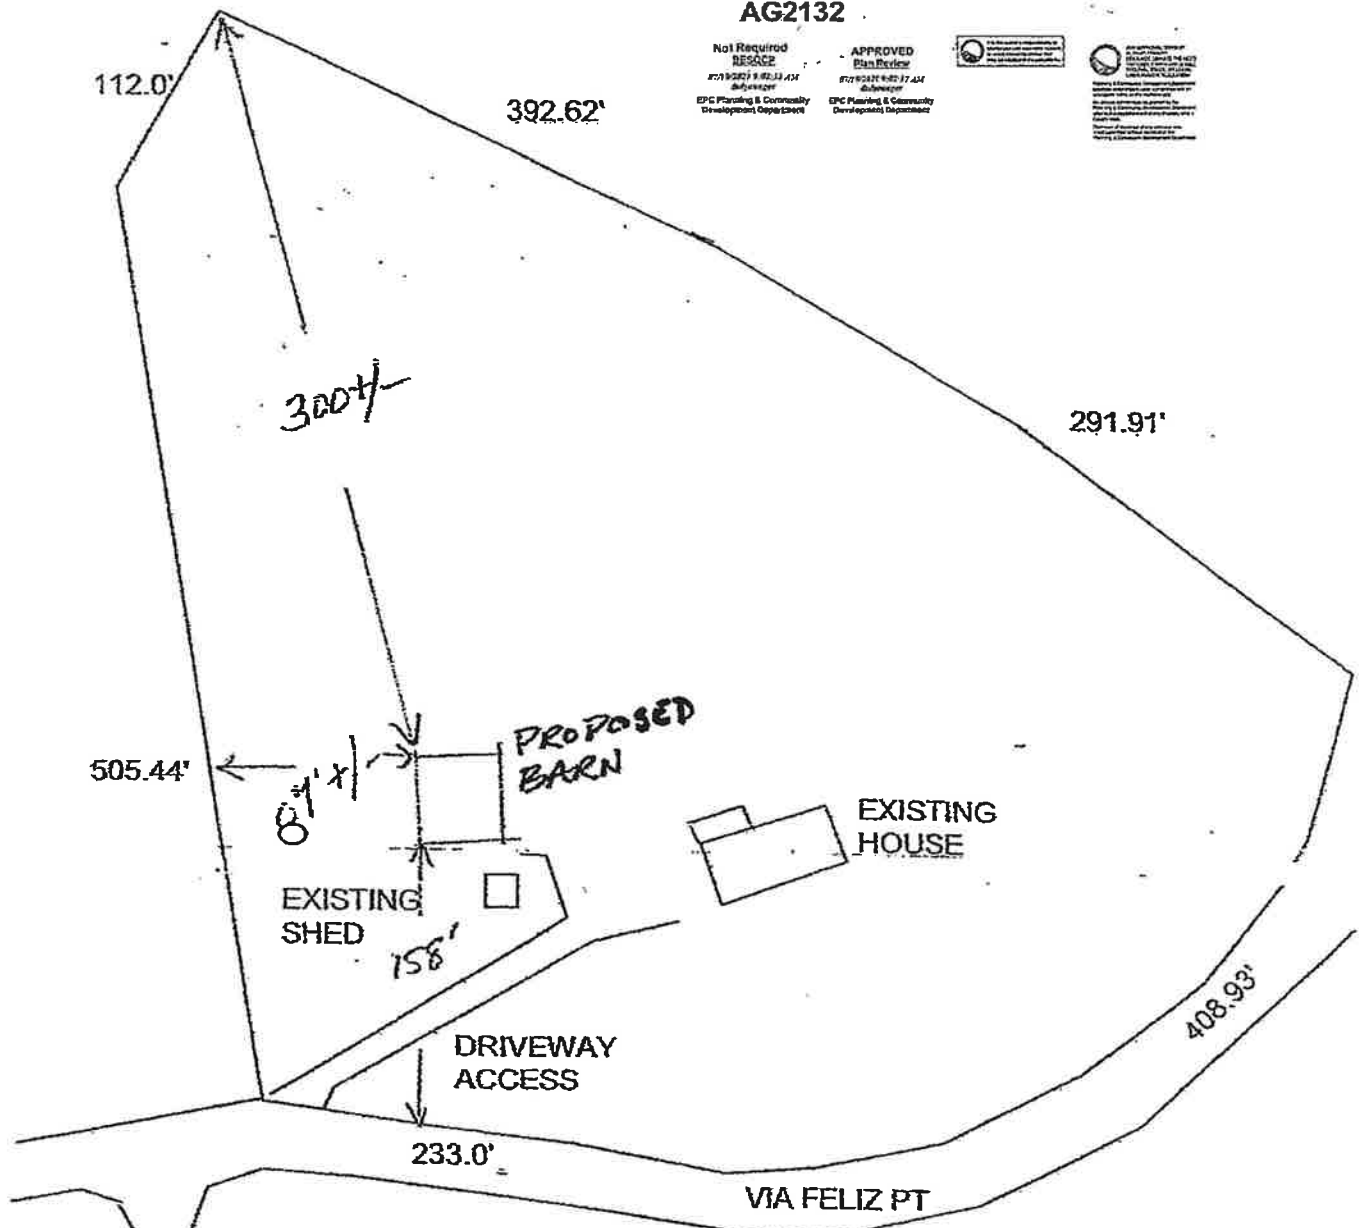 AG2132
Not Required
BESQCP
APPROVED
Plan Review
EPC Planning & Community
Development Department
EPC Planning & Community
Development Department
112.0'
392.62'
291.91'
300+/-
PROPOSED
BARN
505.44'
EXISTING
HOUSE
EXISTING
SHED
158'
408.93'
DRIVEWAY
ACCESS
233.0'
VIA FELIZ PT